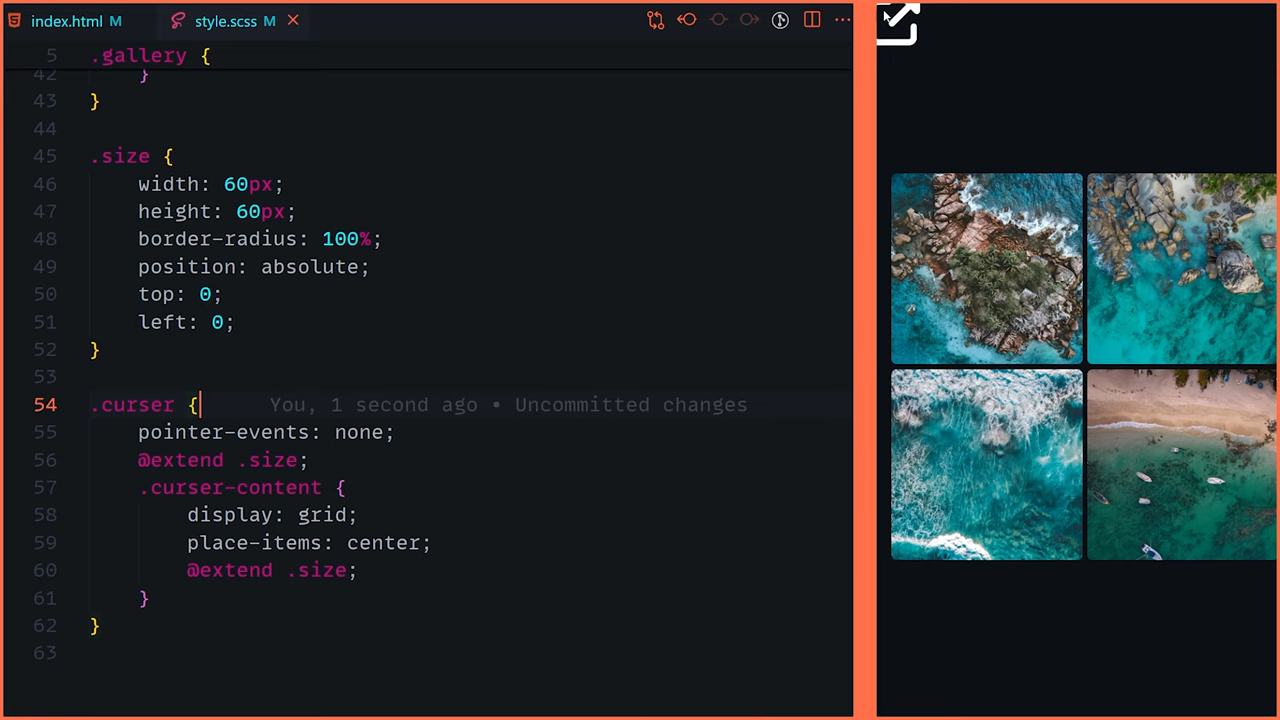 index.html M
style.scss M
5 .gallery {
42 }
43 }
44
45 .size {
46 width: 60px;
47 height: 60px;
48 border-radius: 100%;
49 position: absolute;
50 top: 0;
51 left: 0;
52 }
53
54 .curser { You, 1 second ago • Uncommitted changes
55 pointer-events: none;
56 @extend .size;
57 .curser-content {
58 display: grid;
59 place-items: center;
60 @extend .size;
61 }
62 }
63